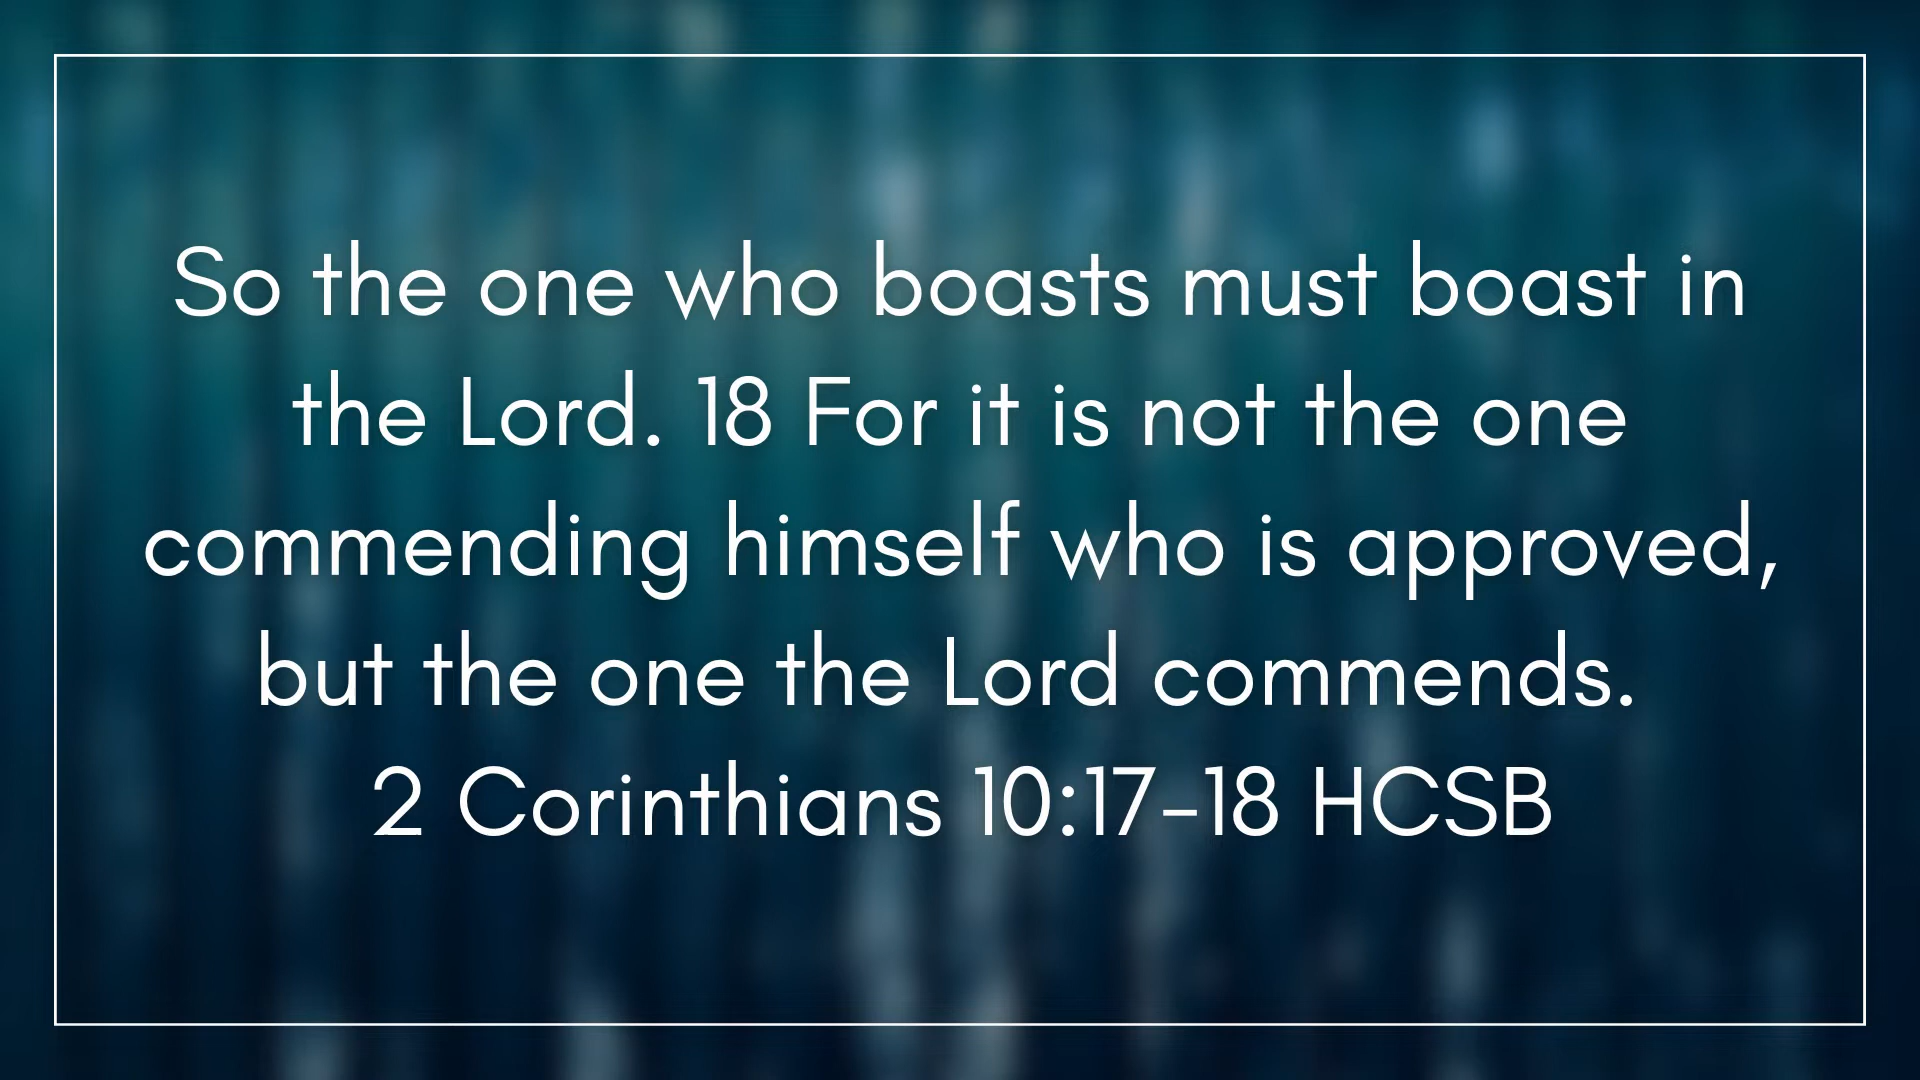 So the one who boasts must boast in
the Lord. 18 For it is not the one
commending himself who is approved,
but the one the Lord commends.
2 Corinthians 10:17-18 HCSB